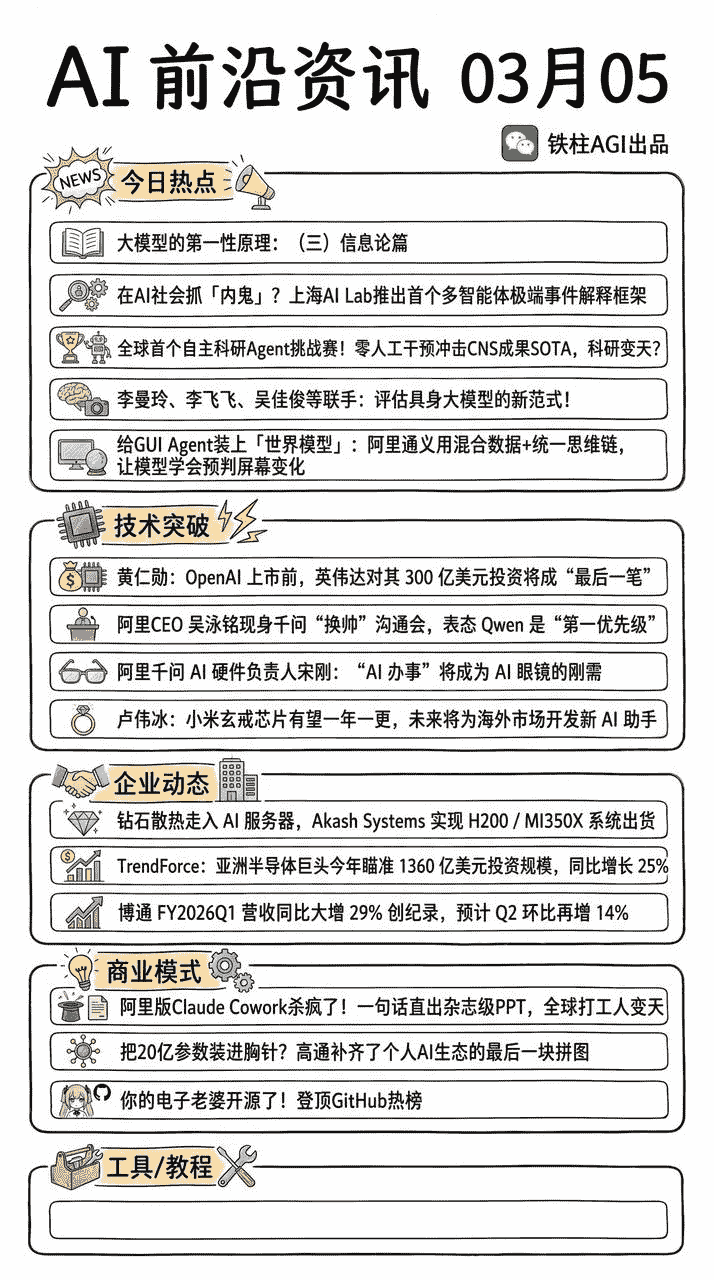 AI 前沿资讯 03月05
铁柱AGI出品
NEWS
今日热点
大模型的第一性原理：（三）信息论篇
在AI社会抓「内鬼」？上海AI Lab推出首个多智能体极端事件解释框架
全球首个自主科研Agent挑战赛！零人工干预冲击CNS成果SOTA，科研变天？
李曼玲、李飞飞、吴佳俊等联手：评估具身大模型的新范式！
给GUI Agent装上「世界模型」：阿里通义用混合数据+统一思维链，
让模型学会预判屏幕变化
技术突破
黄仁勋：OpenAI 上市前，英伟达对其 300 亿美元投资将成“最后一笔”
阿里CEO 吴泳铭现身千问“换帅”沟通会，表态 Qwen 是“第一优先级”
阿里千问 AI 硬件负责人宋刚：“AI 办事”将成为 AI 眼镜的刚需
卢伟冰：小米玄戒芯片有望一年一更，未来将为海外市场开发新 AI 助手
企业动态
钻石散热走入 AI 服务器，Akash Systems 实现 H200 / MI350X 系统出货
TrendForce：亚洲半导体巨头今年瞄准 1360 亿美元投资规模，同比增长 25%
博通 FY2026Q1 营收同比大增 29% 创纪录，预计 Q2 环比再增 14%
商业模式
阿里版Claude Cowork杀疯了！一句话直出杂志级PPT，全球打工人变天
把20亿参数装进胸针？高通补齐了个人AI生态的最后一块拼图
你的电子老婆开源了！登顶GitHub热榜
工具/教程